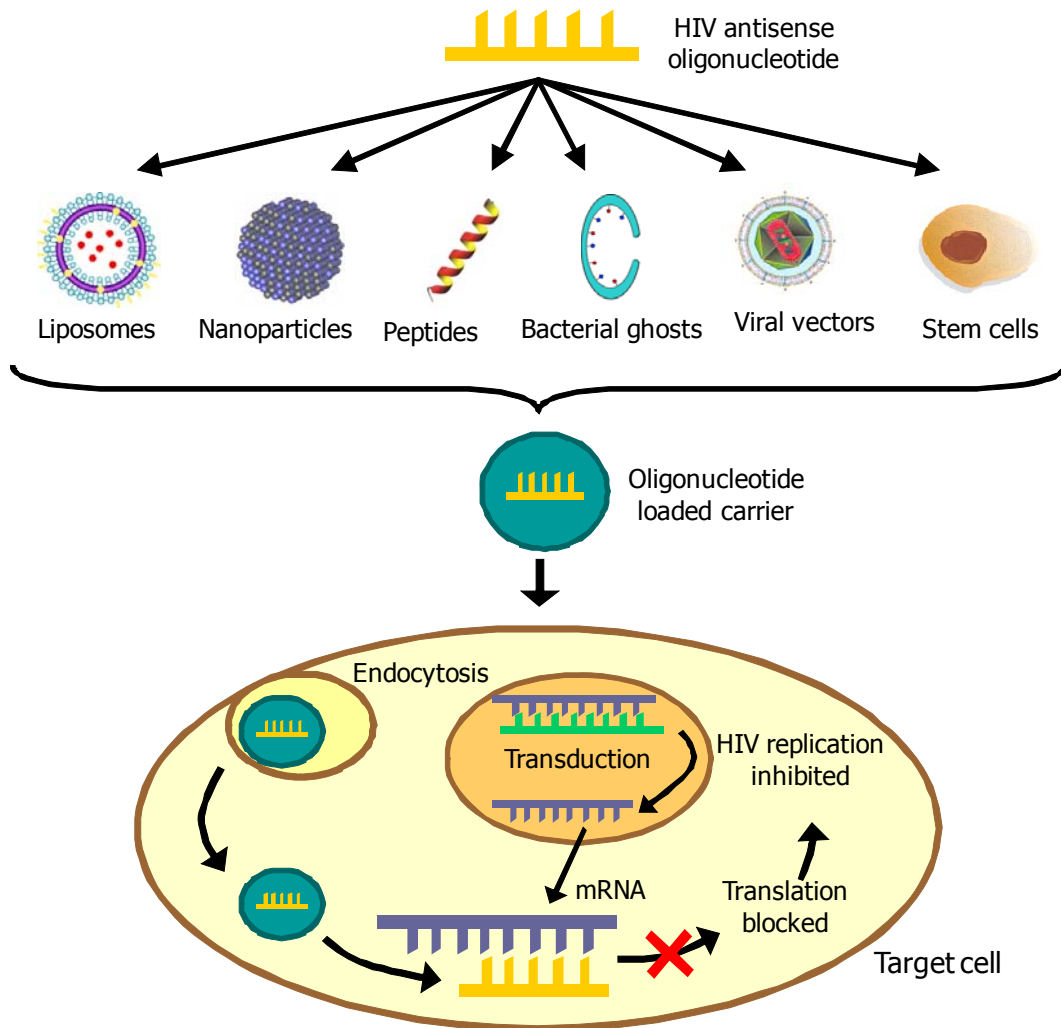 HIV antisense
oligonucleotide
Liposomes
Nanoparticles
Peptides
Bacterial ghosts
Viral vectors
Stem cells
Oligonucleotide
loaded carrier
Endocytosis
Transduction
HIV replication
inhibited
mRNA
Translation
blocked
Target cell